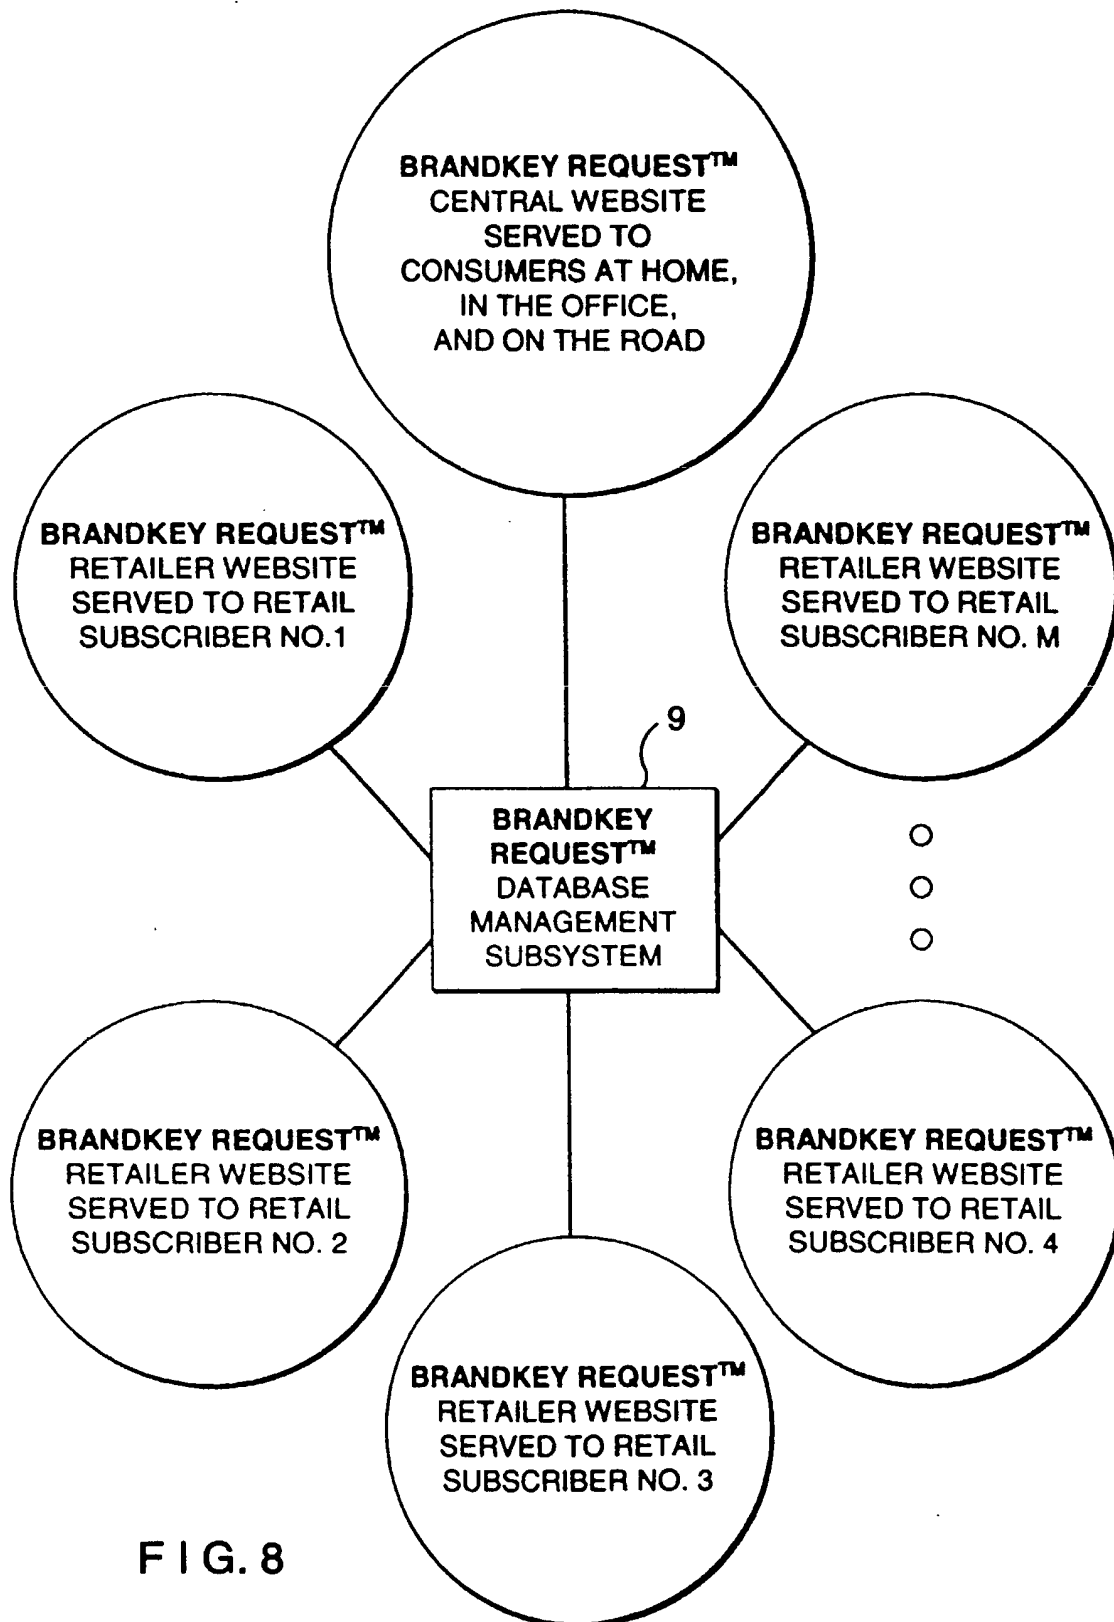 BRANDKEY REQUEST™
CENTRAL WEBSITE
SERVED TO
CONSUMERS AT HOME,
IN THE OFFICE,
AND ON THE ROAD
BRANDKEY REQUEST™
RETAILER WEBSITE
SERVED TO RETAIL
SUBSCRIBER NO.1
BRANDKEY REQUEST™
RETAILER WEBSITE
SERVED TO RETAIL
SUBSCRIBER NO. M
9
BRANDKEY
REQUEST™
DATABASE
MANAGEMENT
SUBSYSTEM
BRANDKEY REQUEST™
RETAILER WEBSITE
SERVED TO RETAIL
SUBSCRIBER NO. 2
BRANDKEY REQUEST™
RETAILER WEBSITE
SERVED TO RETAIL
SUBSCRIBER NO. 4
BRANDKEY REQUEST™
RETAILER WEBSITE
SERVED TO RETAIL
SUBSCRIBER NO. 3
FIG. 8